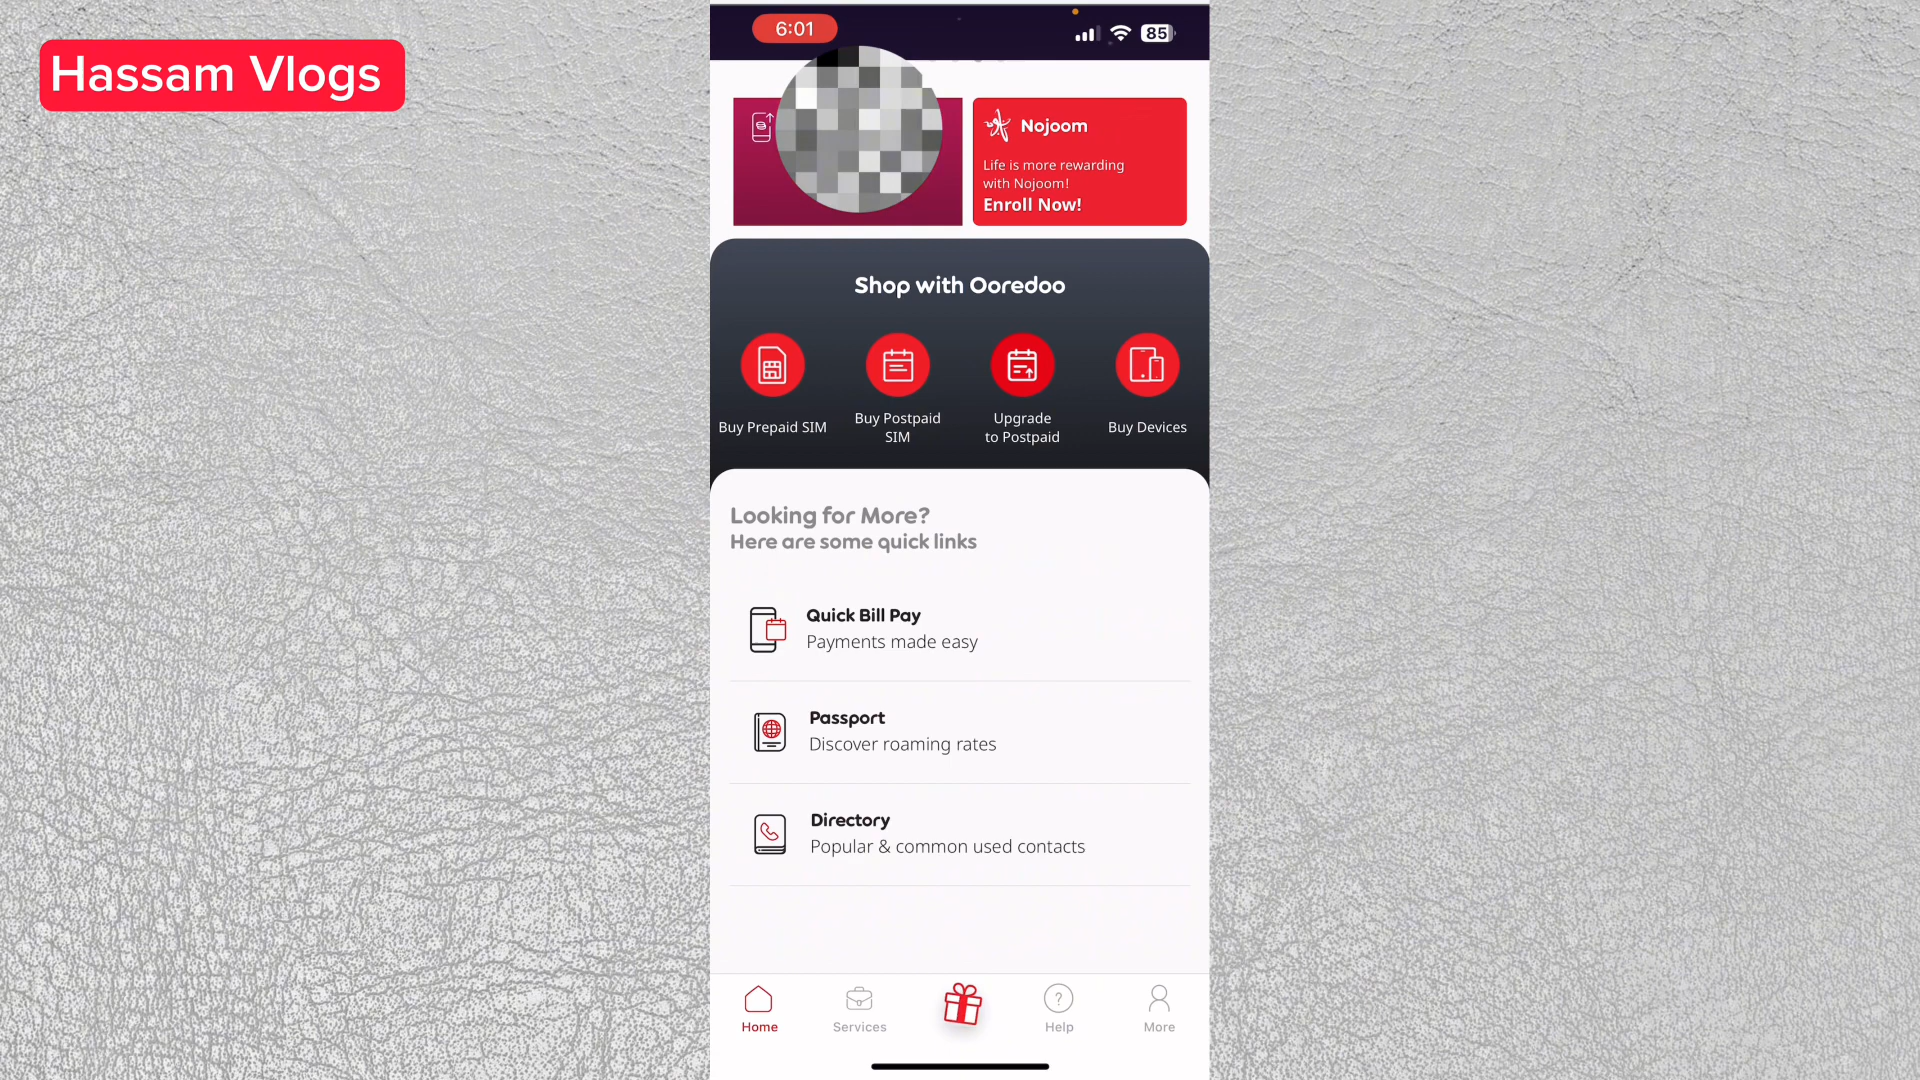 Hassam Vlogs
6:01
85
Nojoom
Life is more rewarding
with Nojoom!
Enroll Now!
Shop with Ooredoo
Buy Prepaid SIM
Buy Postpaid
SIM
Upgrade
to Postpaid
Buy Devices
Looking for More?
Here are some quick links
Quick Bill Pay
Payments made easy
Passport
Discover roaming rates
Directory
Popular & common used contacts
Home
Services
Help
More